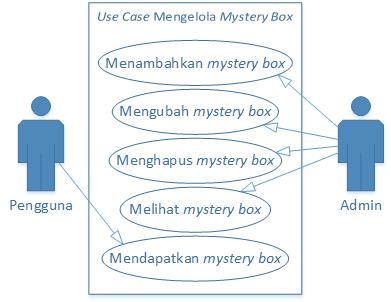 Use Case Mengelola Mystery Box
Menambahkan mystery box
Mengubah mystery box
Menghapus mystery box
Melihat mystery box
Mendapatkan mystery box
Pengguna
Admin